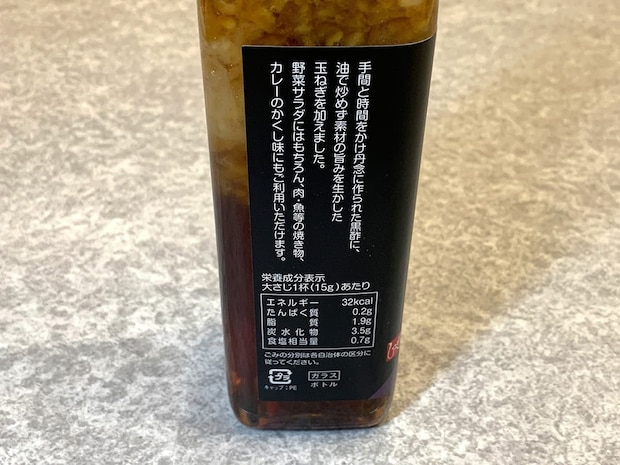 手間と時間をかけ丹念に作られた黒酢に、
油で炒めず素材の旨みを生かした
玉ねぎを加えました。
野菜サラダにはもちろん、肉・魚等の焼き物、
カレーのかくし味にもご利用いただけます。
栄養成分表示
大さじ1杯(15g)あたり
エネルギー 32kcal
たんぱく質 0.2g
脂質 1.9g
炭水化物 3.5g
食塩相当量 0.7g
ごみの分別は各自治体の区分に
従ってください。
プラ
キャップ:PE
ガラス
ボトル